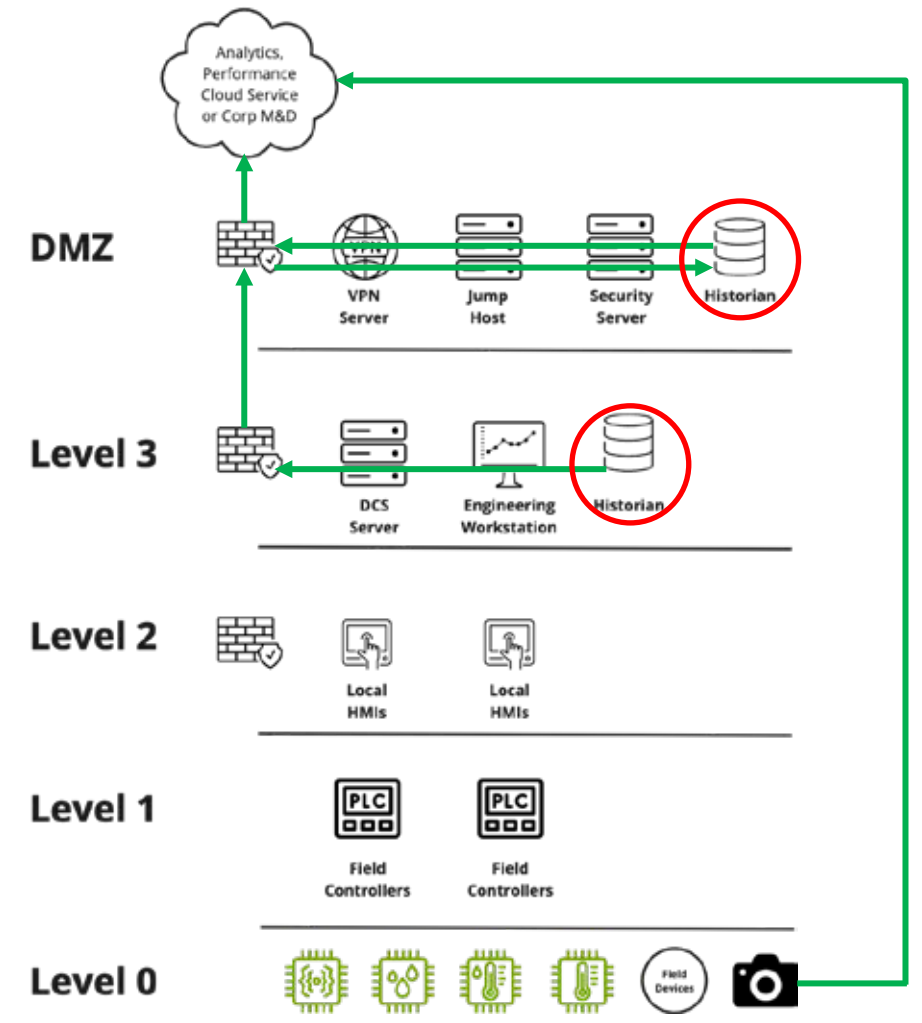 Analytics,
Performance
Cloud Service
or Corp M&D
DMZ
VPN
VPN
Server
Jump
Host
Security
Server
Historian
Level 3
DCS
Server
Engineering
Workstation
Historian
Level 2
Local
HMIs
Local
HMIs
Level 1
PLC
PLC
Field
Controllers
Field
Controllers
Level 0
Field
Devices